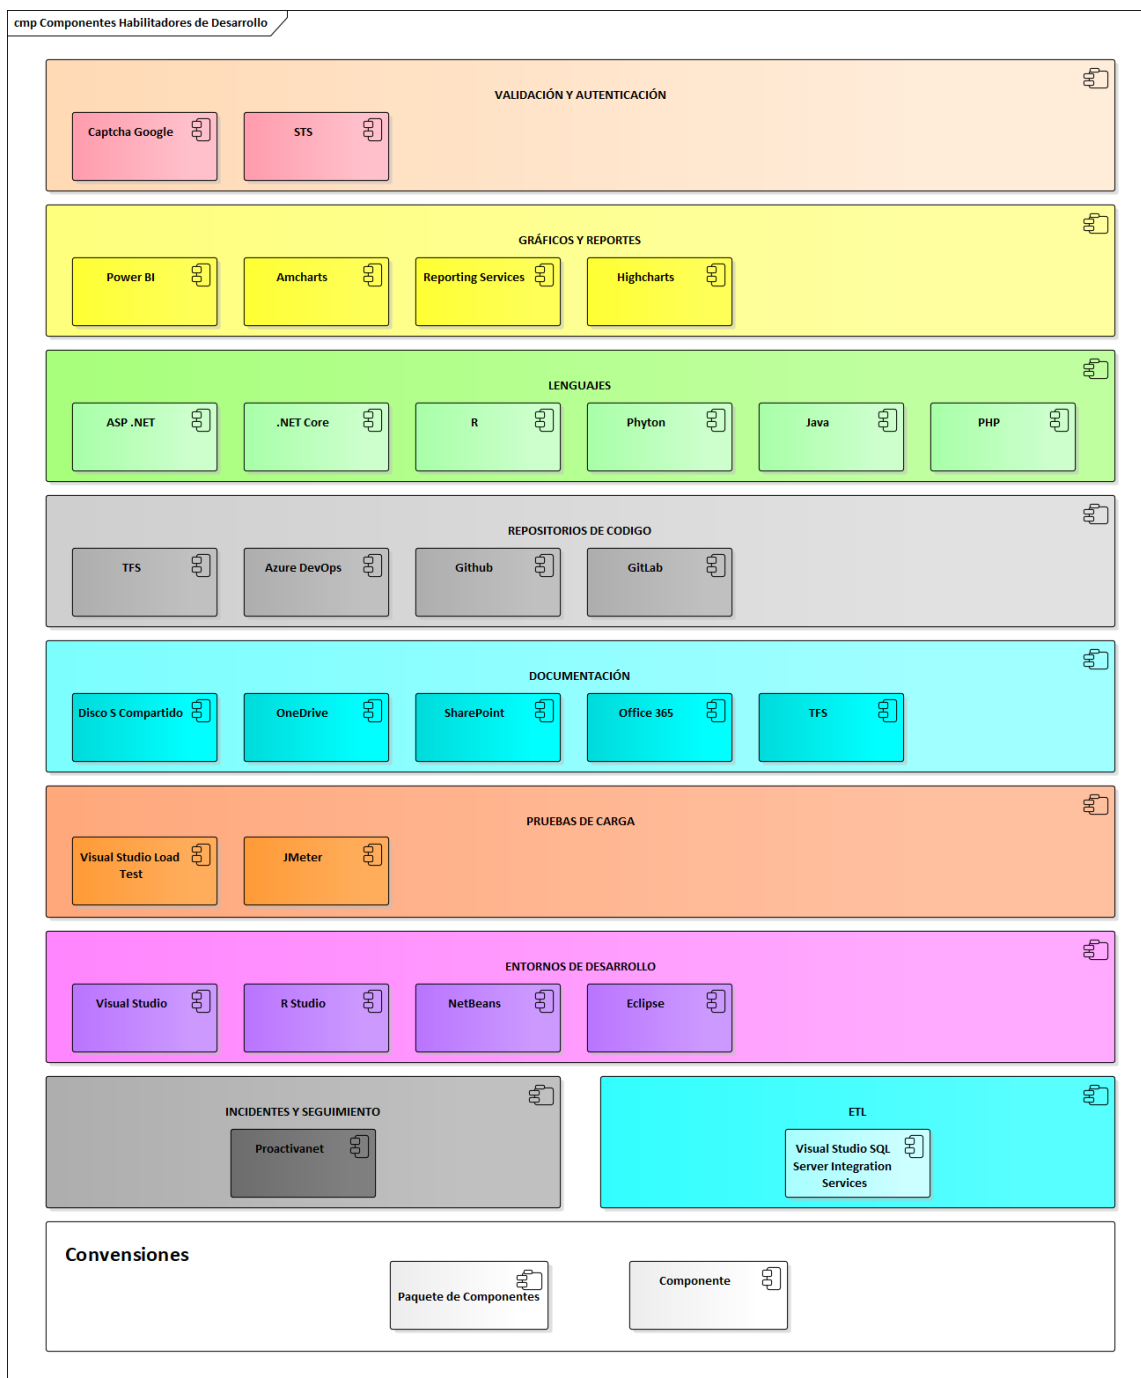 cmp Componentes Habilitadores de Desarrollo
VALIDACIÓN Y AUTENTICACIÓN
Captcha Google
STS
GRÁFICOS Y REPORTES
Power BI
Amcharts
Reporting Services
Highcharts
LENGUAJES
ASP .NET
.NET Core
R
Phyton
Java
PHP
REPOSITORIOS DE CODIGO
TFS
Azure DevOps
Github
GitLab
DOCUMENTACIÓN
Disco S Compartido
OneDrive
SharePoint
Office 365
TFS
PRUEBAS DE CARGA
Visual Studio Load
Test
JMeter
ENTORNOS DE DESARROLLO
Visual Studio
R Studio
NetBeans
Eclipse
INCIDENTES Y SEGUIMIENTO
Proactivanet
ETL
Visual Studio SQL
Server Integration
Services
Convensiones
Paquete de Componentes
Componente